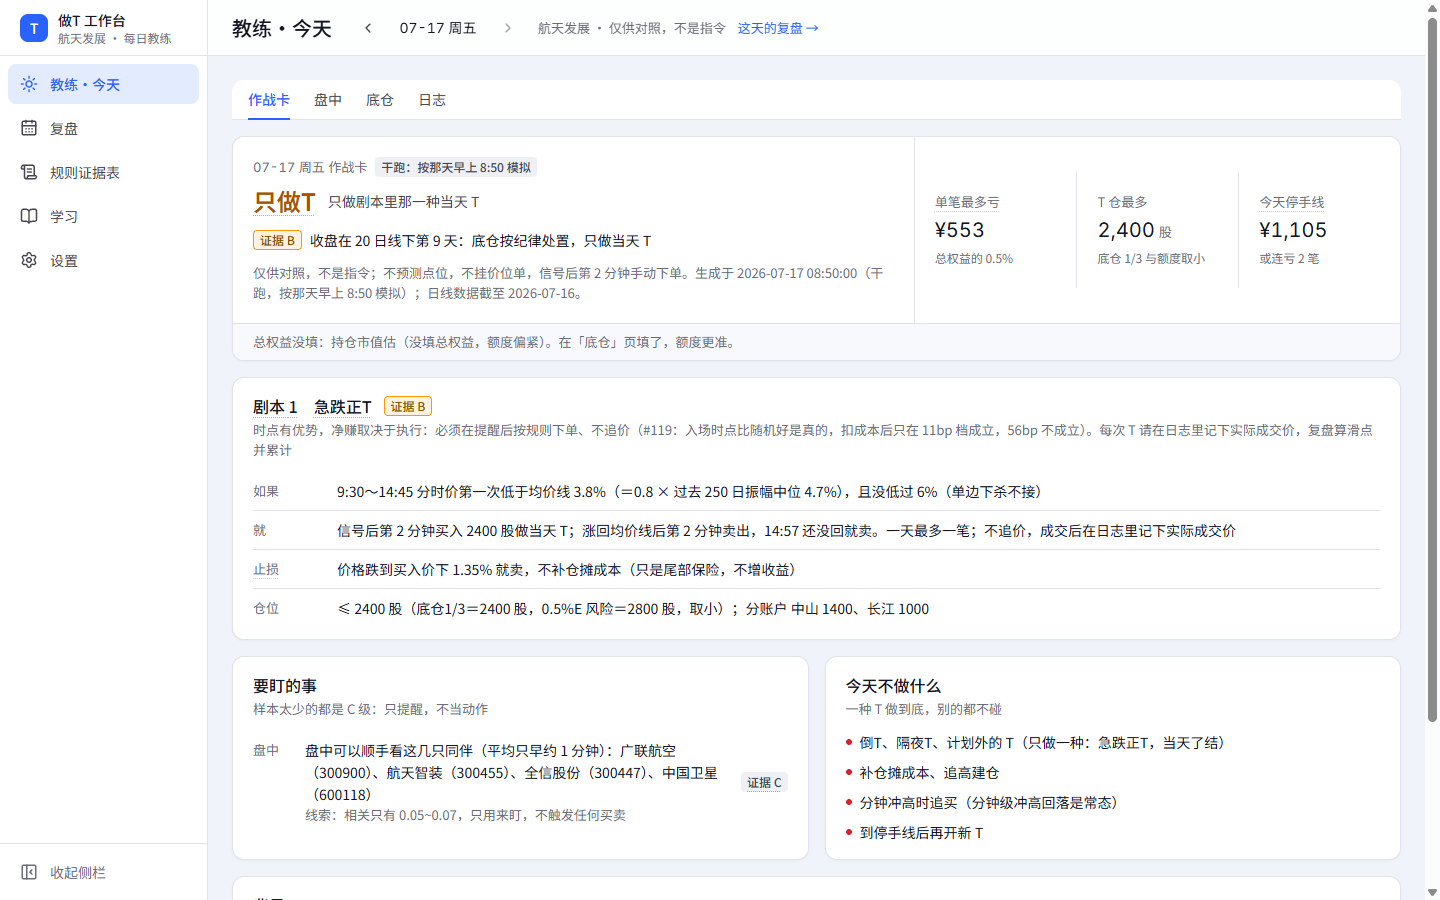 做T 工作台
航天发展 · 每日教练
教练·今天
复盘
规则证据表
学习
设置
收起侧栏
教练·今天
07-17 周五
航天发展 · 仅供对照，不是指令
这天的复盘→
作战卡
盘中
底仓
日志
07-17 周五 作战卡
干跑：按那天早上 8:50 模拟
只做T
只做剧本里那一种当天 T
证据 B
收盘在 20 日线下第 9 天：底仓按纪律处置，只做当天 T
仅供对照，不是指令；不预测点位，不挂价位单，信号后第 2 分钟手动下单。生成于 2026-07-17 08:50:00（干
跑，按那天早上 8:50 模拟）；日线数据截至 2026-07-16。
单笔最多亏
¥553
总权益的 0.5%
T 仓最多
2,400 股
底仓 1/3 与额度取小
今天停手线
¥1,105
或连亏 2 笔
总权益没填：持仓市值估（没填总权益，额度偏紧）。在「底仓」页填了，额度更准。
剧本 1
急跌正T
证据 B
时点有优势，净赚取决于执行：必须在提醒后按规则下单、不追价（#119：入场时点比随机好是真的，扣成本后只在 11bp 档成立，56bp 不成立）。每次 T 请在日志里记下实际成交价，复盘算滑点
并累计
如果
9:30～14:45 分时价第一次低于均价线 3.8%（＝0.8 × 过去 250 日振幅中位 4.7%），且没低过 6%（单边下杀不接）
就
信号后第 2 分钟买入 2400 股做当天 T；涨回均价线后第 2 分钟卖出，14:57 还没回就卖。一天最多一笔；不追价，成交后在日志里记下实际成交价
止损
价格跌到买入价下 1.35% 就卖，不补仓摊成本（只是尾部保险，不增收益）
仓位
≤ 2400 股（底仓1/3＝2400 股，0.5%E 风险＝2800 股，取小）；分账户 中山 1400、长江 1000
要盯的事
样本太少的都是 C 级：只提醒，不当动作
盘中
盘中可以顺手看这几只同伴（平均只早约 1 分钟）：广联航空
（300900）、航天智装（300455）、全信股份（300447）、中国卫星
（600118）
线索：相关只有 0.05~0.07，只用来盯，不触发任何买卖
证据 C
今天不做什么
一种 T 做到底，别的都不碰
倒T、隔夜T、计划外的 T（只做一种：急跌正T，当天了结）
补仓摊成本、追高建仓
分钟冲高时追买（分钟级冲高回落是常态）
到停手线后再开新 T